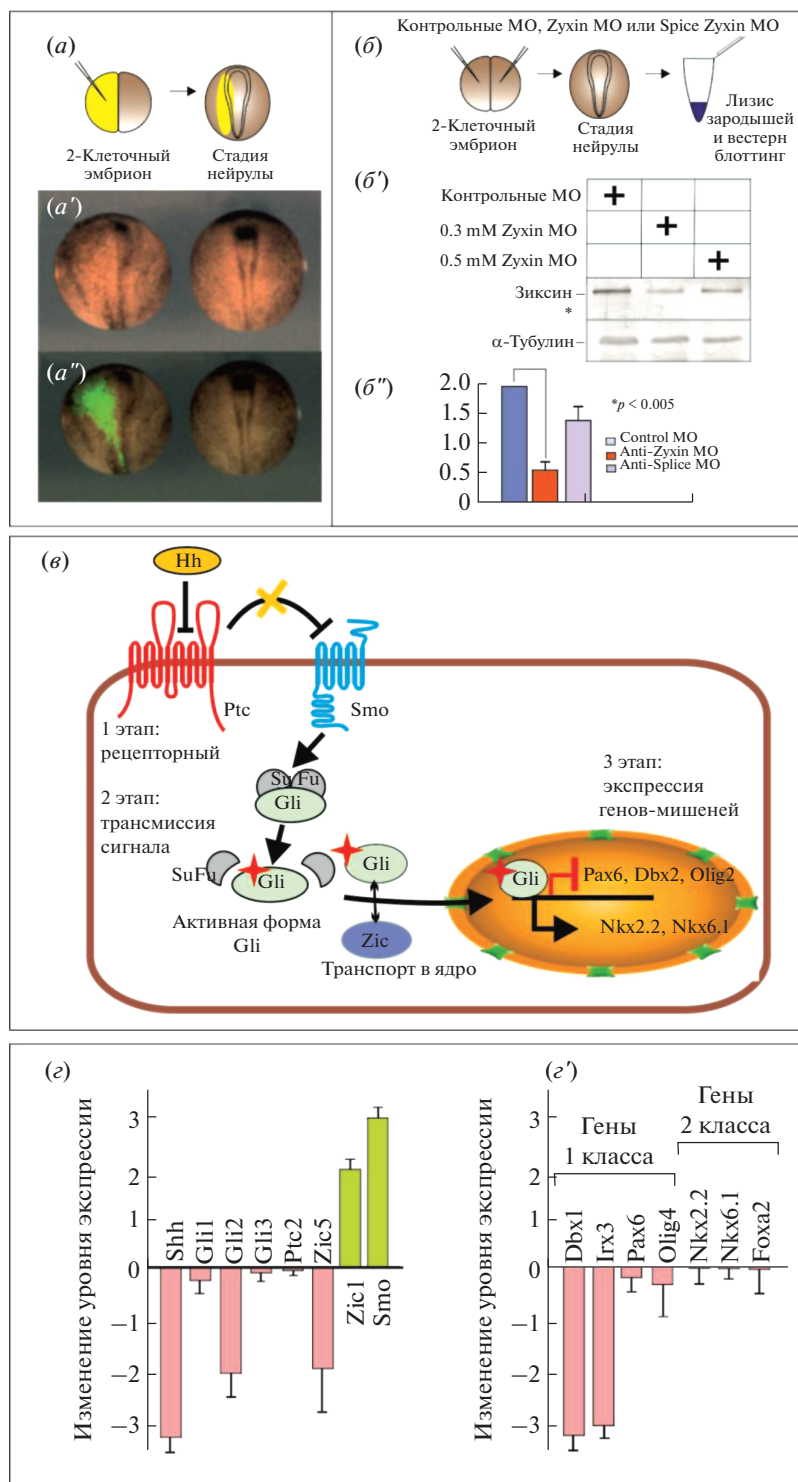 (а)
2-Клеточный
эмбрион
Стадия
нейрулы
(а')
(а")
(б)
Контрольные МО, Zyxin МО или Spice Zyxin МО
2-Клеточный
эмбрион
Стадия
нейрулы
Лизис
зародышей
и вестерн
блоттинг
(б')
Контрольные МО
+
0.3 mM Zyxin МО
+
0.5 mM Zyxin МО
+
Зиксин –
*
α-Тубулин –
(б")
2.0
1.5
1.0
0.5
0
*p < 0.005
Control MO
Anti-Zyxin MO
Anti-Splice MO
(в)
Hh
Ptc
Smo
1 этап:
рецепторный
2 этап:
трансмиссия
сигнала
Su Fu
Gli
SuFu
Gli
Активная форма
Gli
Gli
Zic
Транспорт в ядро
3 этап:
экспрессия
генов-мишеней
Gli
Pax6, Dbx2, Olig2
Nkx2.2, Nkx6.1
(г)
Изменение уровня экспрессии
3
2
1
0
–1
–2
–3
Shh
Gli1
Gli2
Gli3
Ptc2
Zic5
Zic1
Smo
(г')
Изменение уровня экспрессии
3
2
1
0
–1
–2
–3
Гены
1 класса
Гены
2 класса
Dbx1
Irx3
Pax6
Olig4
Nkx2.2
Nkx6.1
Foxa2